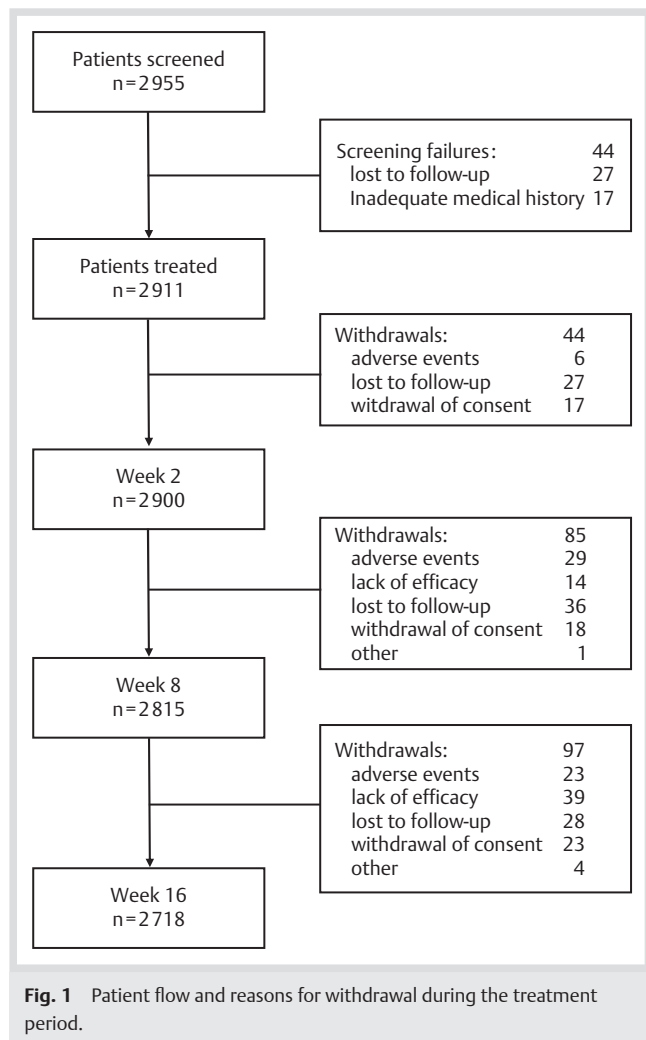 Patients screened
n=2955
Screening failures: 44
lost to follow-up 27
Inadequate medical history 17
Patients treated
n=2911
Withdrawals: 44
adverse events 6
lost to follow-up 27
witdrawal of consent 17
Week 2
n=2900
Withdrawals: 85
adverse events 29
lack of efficacy 14
lost to follow-up 36
withdrawal of consent 18
other 1
Week 8
n=2815
Withdrawals: 97
adverse events 23
lack of efficacy 39
lost to follow-up 28
withdrawal of consent 23
other 4
Week 16
n=2718
Fig. 1 Patient flow and reasons for withdrawal during the treatment
period.